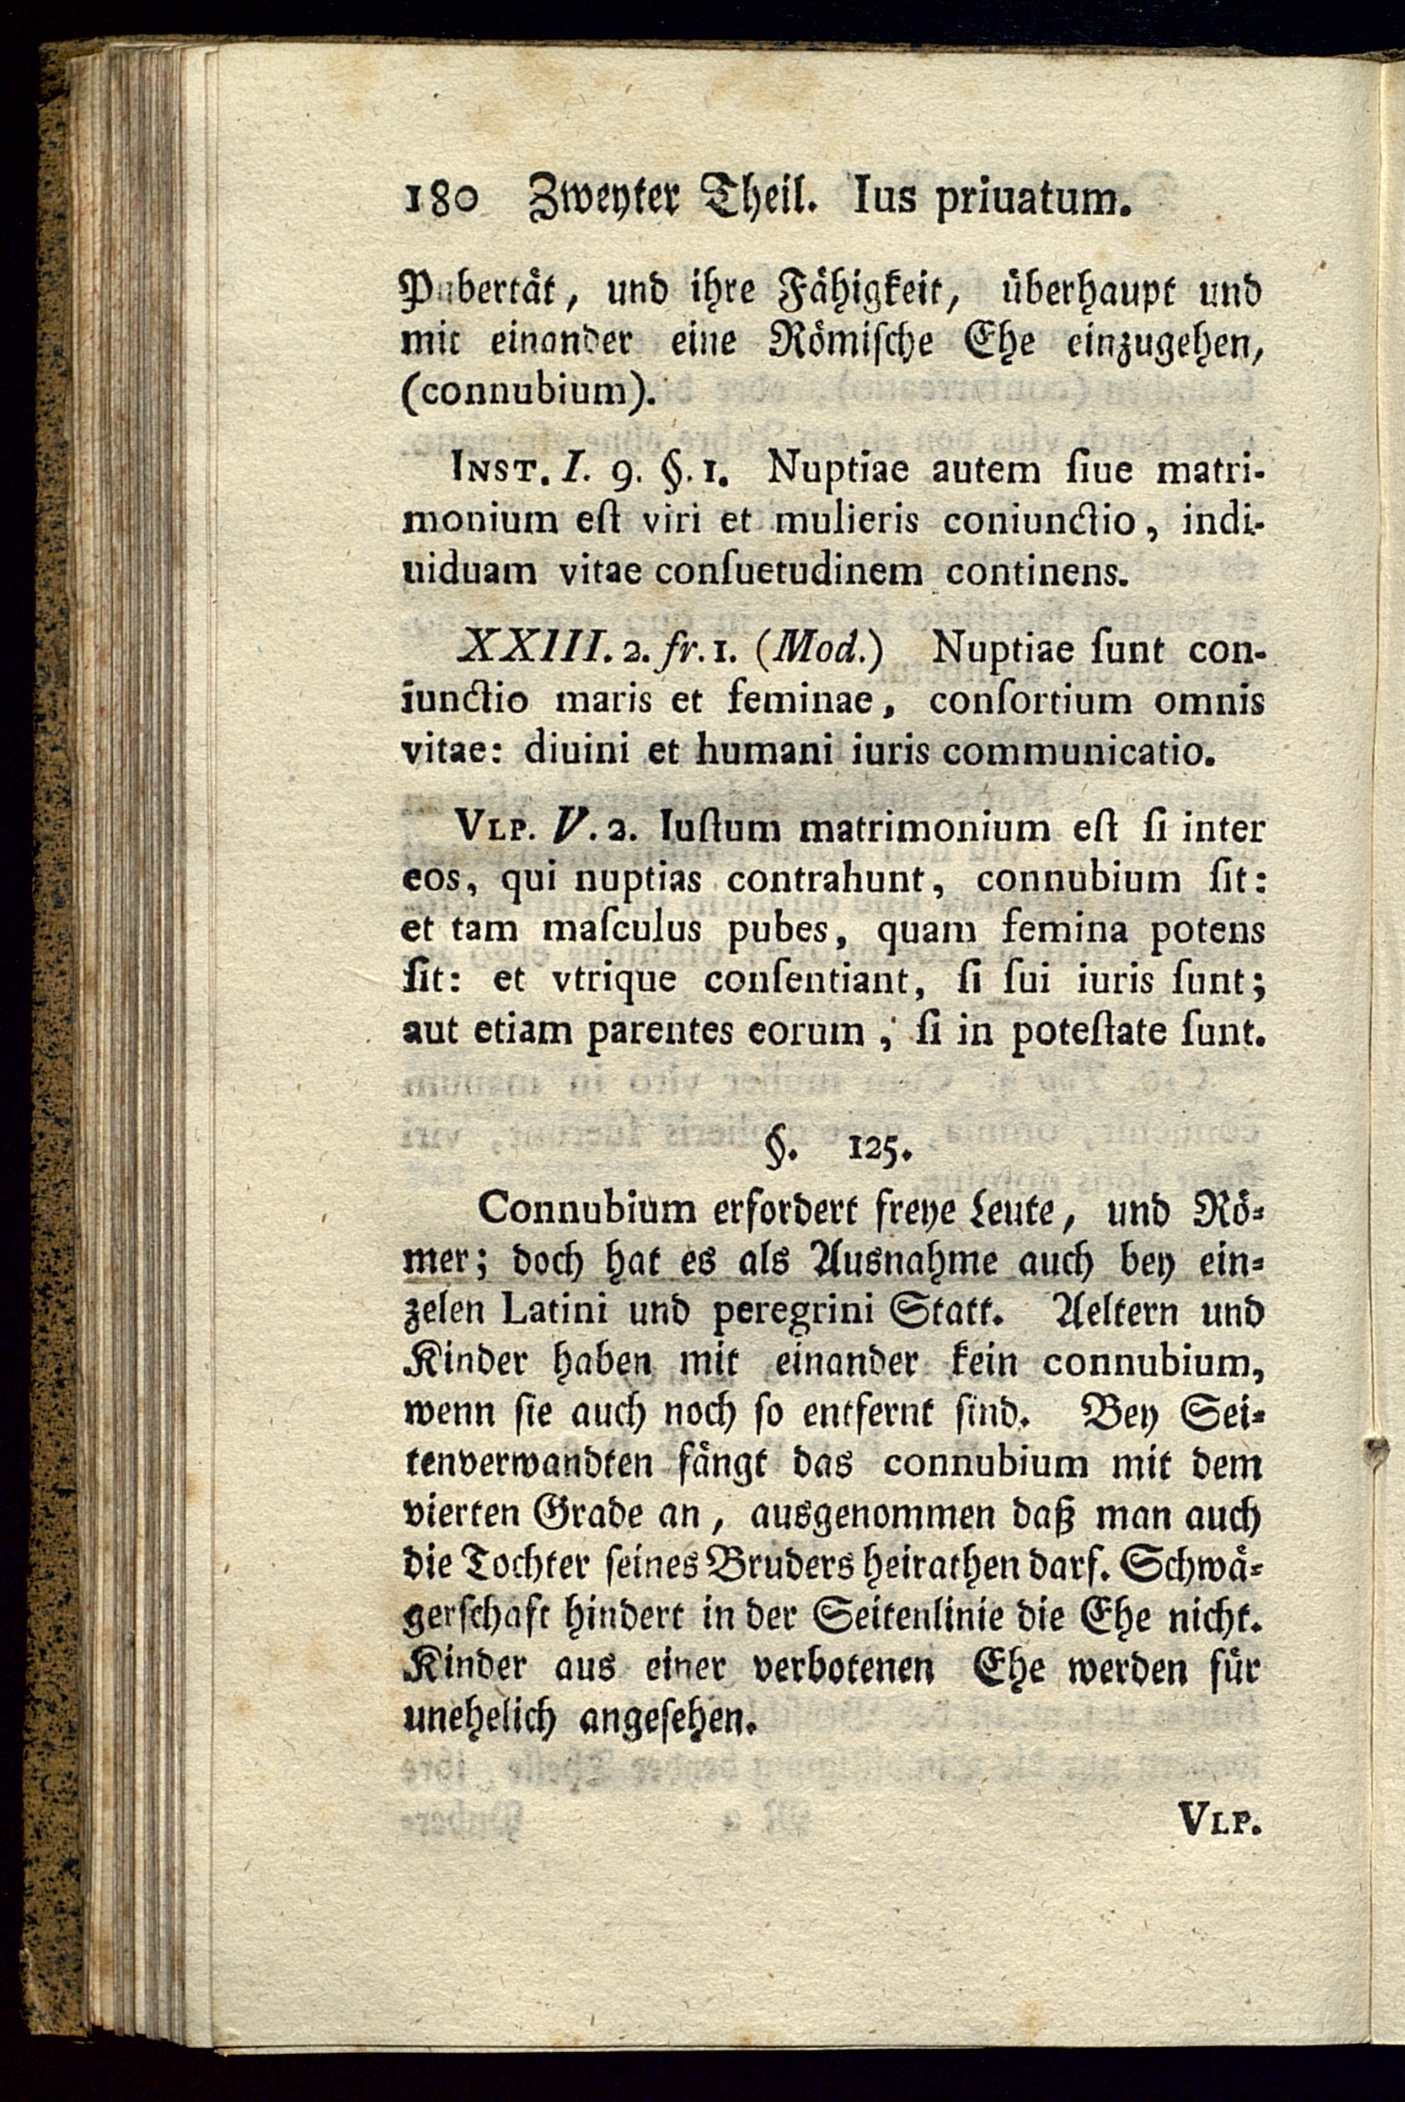 180 Zweyter Theil. Ius priuatum.
Pubertät, und ihre Fähigkeit, überhaupt und
mit einander eine Römische Ehe einzugehen,
(connubium).
INST. I. 9. §. 1. Nuptiae autem ſiue matri-
monium eſt viri et mulieris coniunctio, indi-
uiduam vitae conſuetudinem continens.
XXIII. 2. fr. 1. (Mod.) Nuptiae ſunt con-
iunctio maris et feminae, conſortium omnis
vitae: diuini et humani iuris communicatio.
VLP. V. 2. Iuſtum matrimonium eſt ſi inter
eos, qui nuptias contrahunt, connubium ſit:
et tam maſculus pubes, quam femina potens
ſit: et vtrique conſentiant, ſi ſui iuris ſunt;
aut etiam parentes eorum, ſi in poteſtate ſunt.
§. 125.
Connubium erfordert freye Leute, und Rö-
mer; doch hat es als Ausnahme auch bey ein-
zelen Latini und peregrini Statt. Aeltern und
Kinder haben mit einander kein connubium,
wenn ſie auch noch ſo entfernt ſind. Bey Sei-
tenverwandten fängt das connubium mit dem
vierten Grade an, ausgenommen daß man auch
die Tochter ſeines Bruders heirathen darf. Schwä-
gerſchaft hindert in der Seitenlinie die Ehe nicht.
Kinder aus einer verbotenen Ehe werden für
unehelich angeſehen.
VLP.